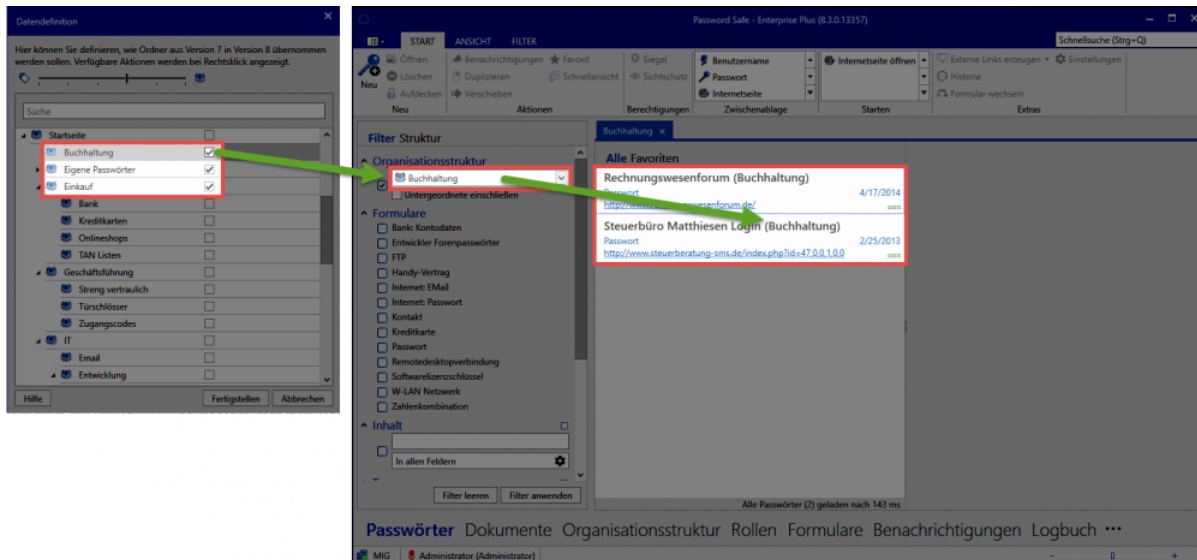 Datendefinition
Hier können Sie definieren, wie Ordner aus Version 7 in Version 8 übernommen
werden sollen. Verfügbare Aktionen werden bei Rechtsklick angezeigt.
Suche
Startseite
Buchhaltung
Eigene Passwörter
Einkauf
Bank
Kreditkarten
Onlineshops
TAN Listen
Geschäftsführung
Streng vertraulich
Türschlösser
Zugangscodes
IT
Email
Entwicklung
Hilfe Fertigstellen Abbrechen
Password Safe - Enterprise Plus (8.3.0.13357)
START ANSICHT FILTER Schnellsuche (Strg+Q)
Neu
Öffnen Benachrichtigungen Favorit Siegel Benutzername Internetseite öffnen Externe Links erzeugen Einstellungen
Löschen Duplizieren Schnellansicht Sichtschutz Passwort Historie
Aufdecken Verschieben Internetseite Formular wechseln
Neu Aktionen Berechtigungen Zwischenablage Starten Extras
Filter Struktur
Organisationsstruktur
Buchhaltung
Untergeordnete einschließen
Formulare
Bank: Kontodaten
Entwickler Forenpasswörter
FTP
Handy-Vertrag
Internet: EMail
Internet: Passwort
Kontakt
Kreditkarte
Passwort
Remotedesktopverbindung
Softwarelizenzschlüssel
W-LAN Netzwerk
Zahlenkombination
Inhalt
In allen Feldern
Filter leeren Filter anwenden
Buchhaltung
Alle Favoriten
Rechnungswesenforum (Buchhaltung)
Passwort 4/17/2014
Steuerbüro Matthiesen Login (Buchhaltung)
Passwort 2/25/2013
http://www.steuerberatung-sms.de/index.php?id=47,0,0,1,0,0
Alle Passwörter (2) geladen nach 143 ms
Passwörter Dokumente Organisationsstruktur Rollen Formulare Benachrichtigungen Logbuch •••
MIG Administrator (Administrator)